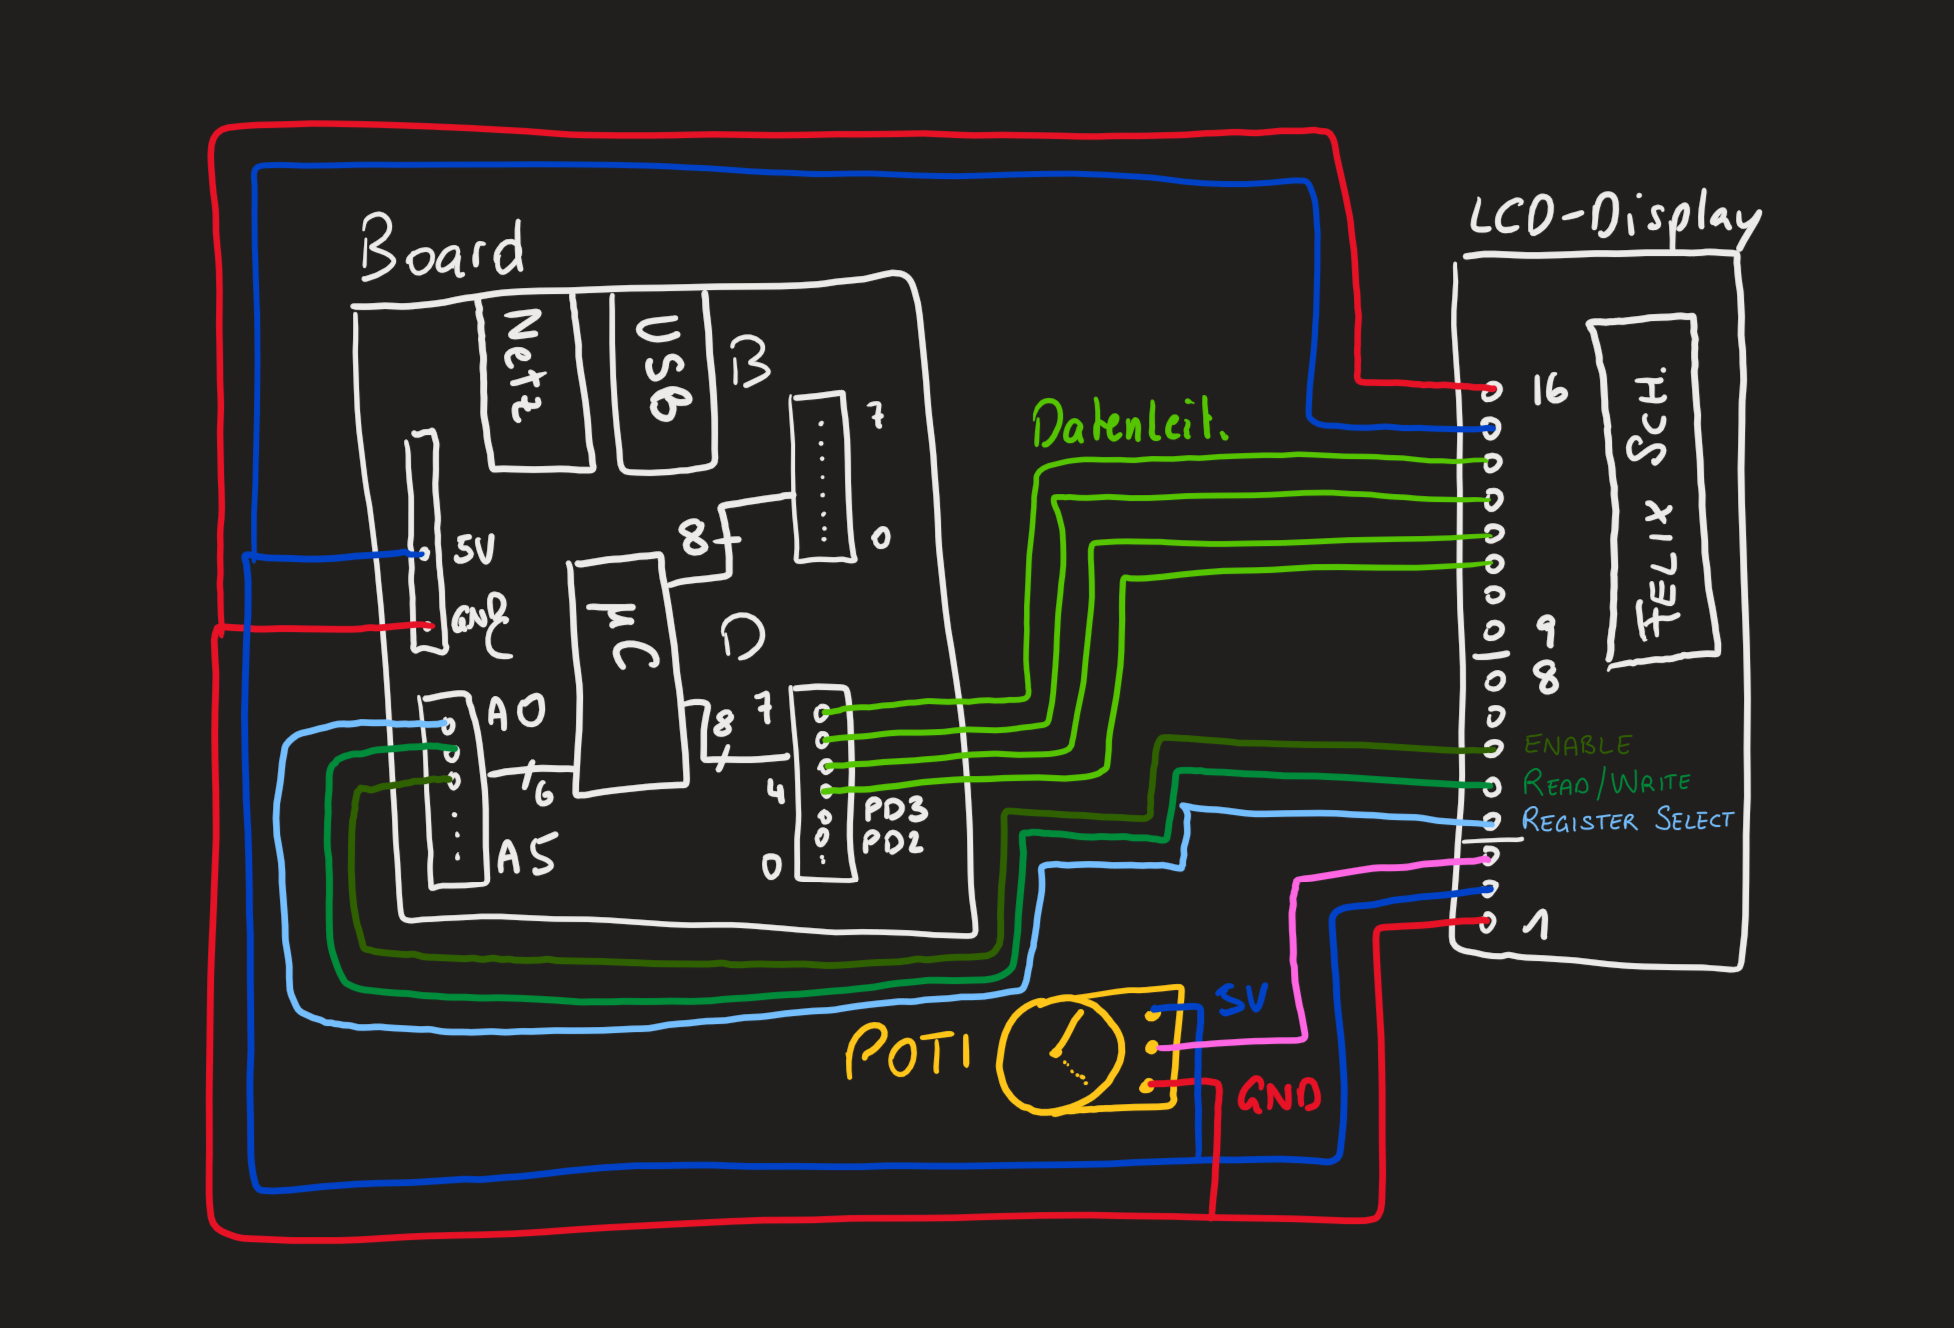 Board
LCD-Display
Netz
USB
B
7
0
8
5V
GND
C
µC
D
7
8
4
PD3
PD2
0
A0
6
A5
Datenleit.
16
9
8
ENABLE
READ/WRITE
REGISTER SELECT
1
FELIX SCH.
POTI
5V
GND